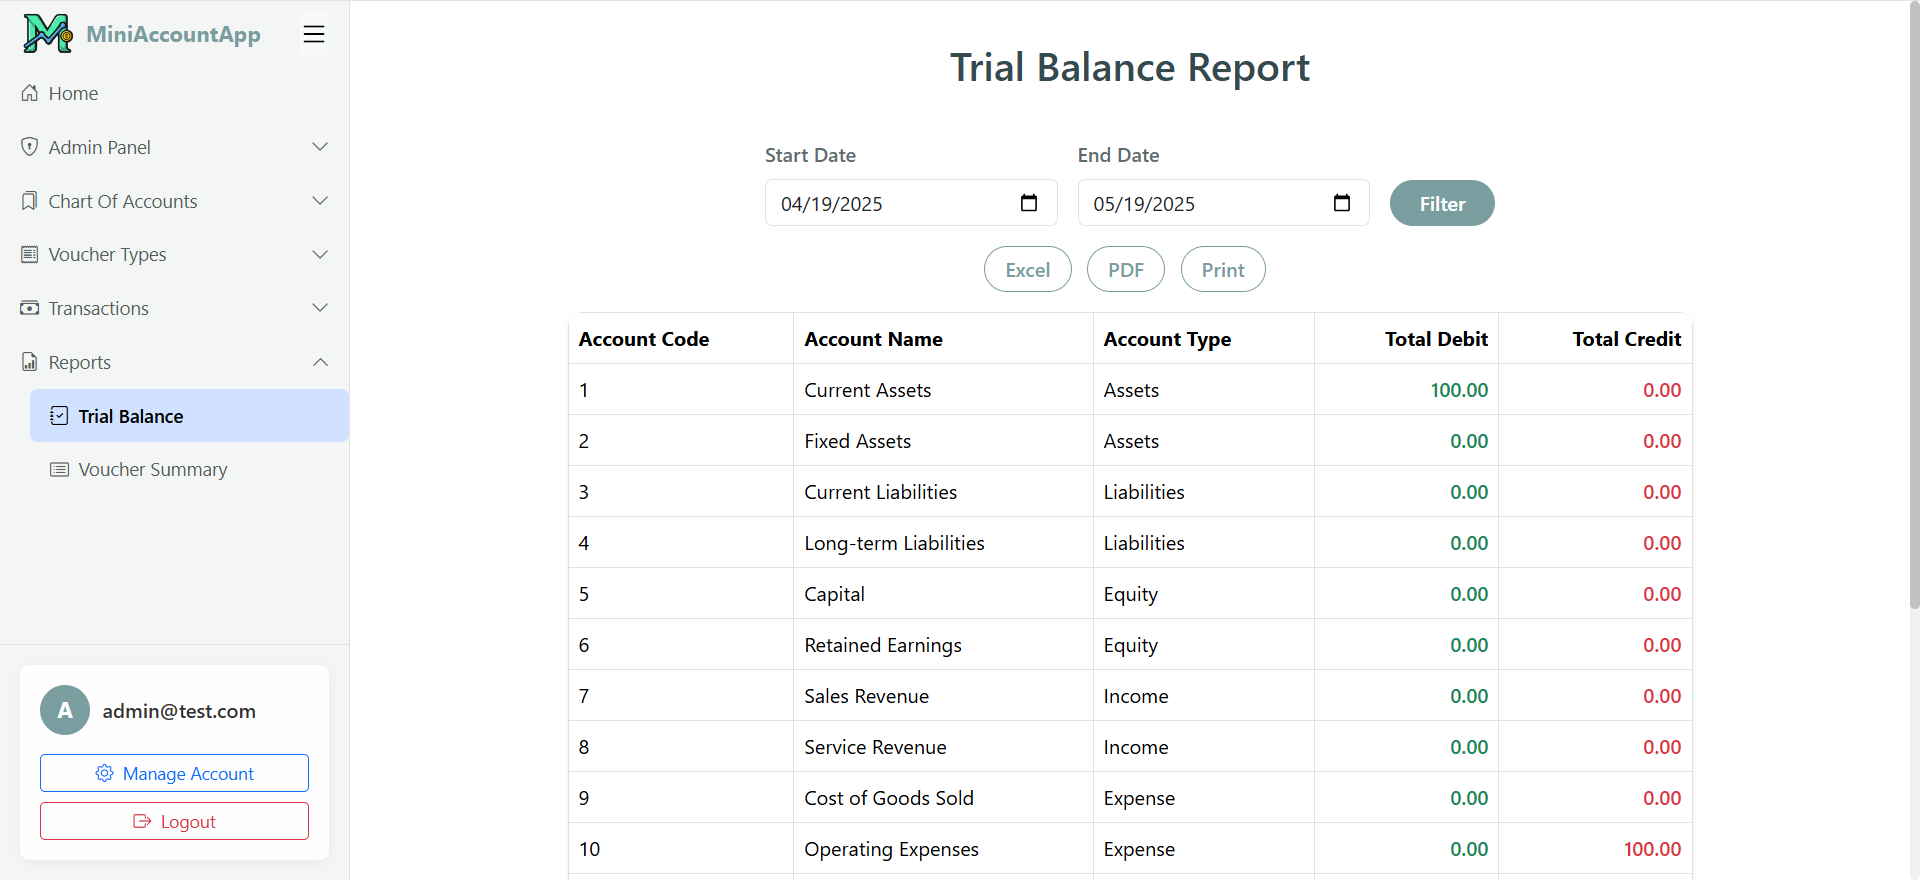 MiniAccountApp
Home
Admin Panel
Chart Of Accounts
Voucher Types
Transactions
Reports
Trial Balance
Voucher Summary
A admin@test.com
Manage Account
Logout
Trial Balance Report
Start Date End Date
04/19/2025 05/19/2025 Filter
Excel PDF Print
Account Code Account Name Account Type Total Debit Total Credit
1 Current Assets Assets 100.00 0.00
2 Fixed Assets Assets 0.00 0.00
3 Current Liabilities Liabilities 0.00 0.00
4 Long-term Liabilities Liabilities 0.00 0.00
5 Capital Equity 0.00 0.00
6 Retained Earnings Equity 0.00 0.00
7 Sales Revenue Income 0.00 0.00
8 Service Revenue Income 0.00 0.00
9 Cost of Goods Sold Expense 0.00 0.00
10 Operating Expenses Expense 0.00 100.00